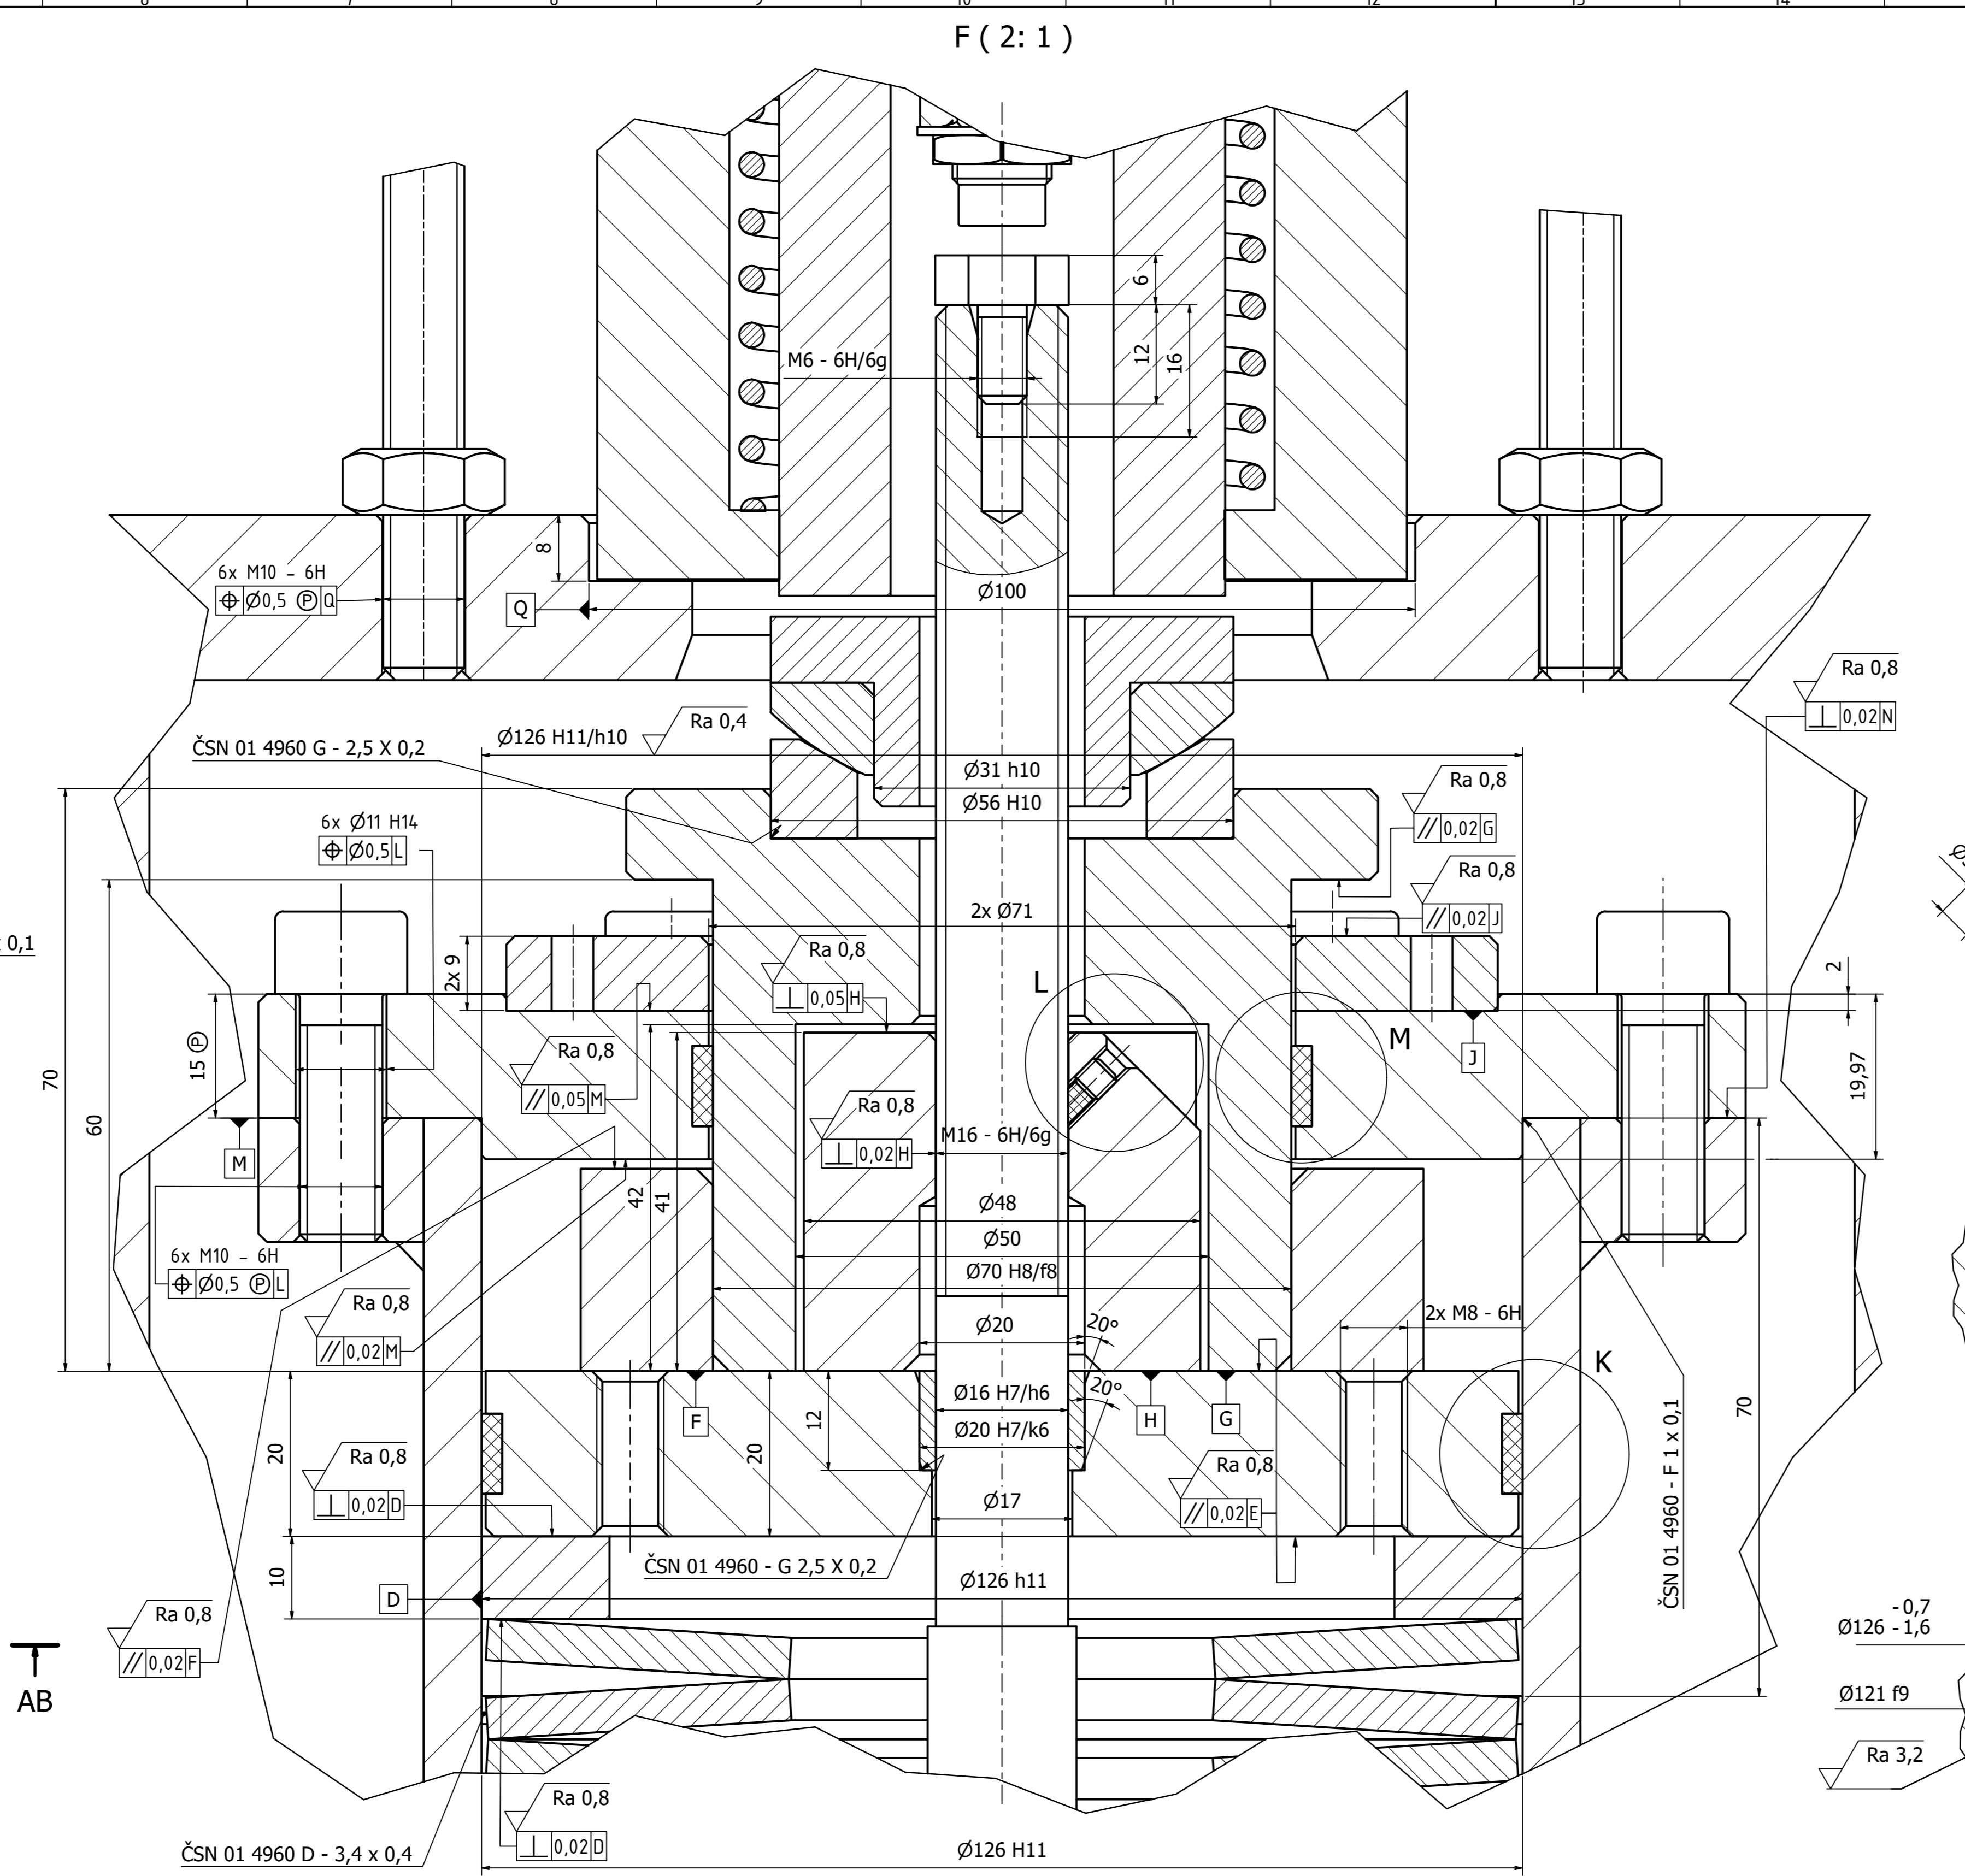 6 7 8 9 10 11 12 13 14
F ( 2: 1 )
6
M6 - 6H/6g
12
16
8
6x M10 - 6H
⌖ Ø0,5 Ⓟ Q
Q
Ø100
Ra 0,8
⊥ 0,02 N
Ra 0,4
Ø126 H11/h10
ČSN 01 4960 G - 2,5 X 0,2
Ø31 h10
Ø56 H10
Ra 0,8
// 0,02 G
6x Ø11 H14
⌖ Ø0,5 L
Ra 0,8
// 0,02 J
2x Ø71
0,1
2x 9
Ra 0,8
⊥ 0,05 H
L
2
M
J
15 Ⓟ
Ra 0,8
// 0,05 M
70
60
19,97
Ra 0,8
⊥ 0,02 H
M16 - 6H/6g
M
42
41
Ø48
Ø50
6x M10 - 6H
⌖ Ø0,5 Ⓟ L
Ø70 H8/f8
Ra 0,8
// 0,02 M
Ø20
20°
2x M8 - 6H
K
Ø16 H7/h6
20°
F
12
H
G
Ø20 H7/k6
20
20
70
Ra 0,8
⊥ 0,02 D
Ra 0,8
// 0,02 E
Ø17
ČSN 01 4960 - F 1 x 0,1
ČSN 01 4960 - G 2,5 X 0,2
10
D
Ø126 h11
Ra 0,8
// 0,02 F
-0,7
Ø126 -1,6
AB
Ø121 f9
Ra 3,2
Ra 0,8
⊥ 0,02 D
ČSN 01 4960 D - 3,4 x 0,4
Ø126 H11